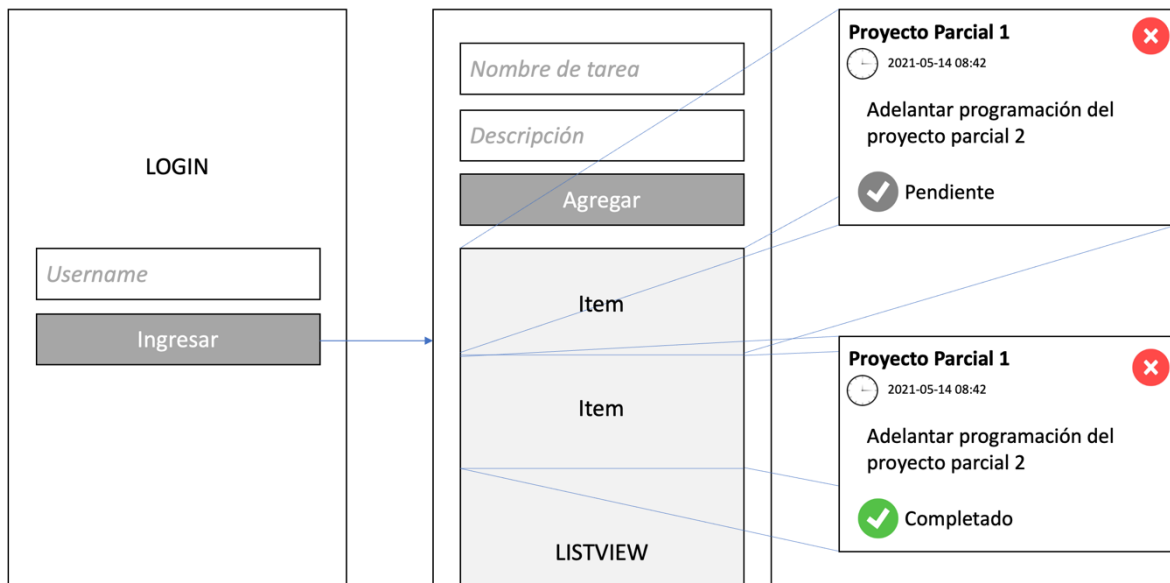 LOGIN
Username
Ingresar
Nombre de tarea
Descripción
Agregar
Item
Item
LISTVIEW
Proyecto Parcial 1
2021-05-14 08:42
Adelantar programación del
proyecto parcial 2
Pendiente
Proyecto Parcial 1
2021-05-14 08:42
Adelantar programación del
proyecto parcial 2
Completado